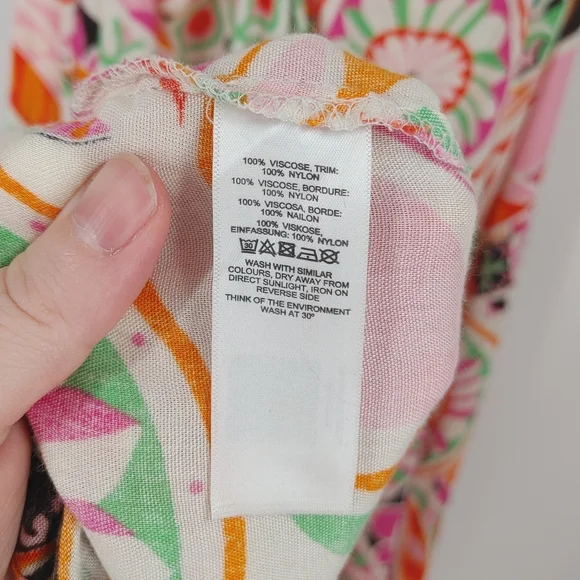 100% VISCOSE, TRIM:
100% NYLON
100% VISCOSE, BORDURE:
100% NYLON
100% VISCOSA, BORDE:
100% NAILON
100% VISKOSE,
EINFASSUNG: 100% NYLON
30
WASH WITH SIMILAR
COLOURS, DRY AWAY FROM
DIRECT SUNLIGHT, IRON ON
REVERSE SIDE
THINK OF THE ENVIRONMENT
WASH AT 30°